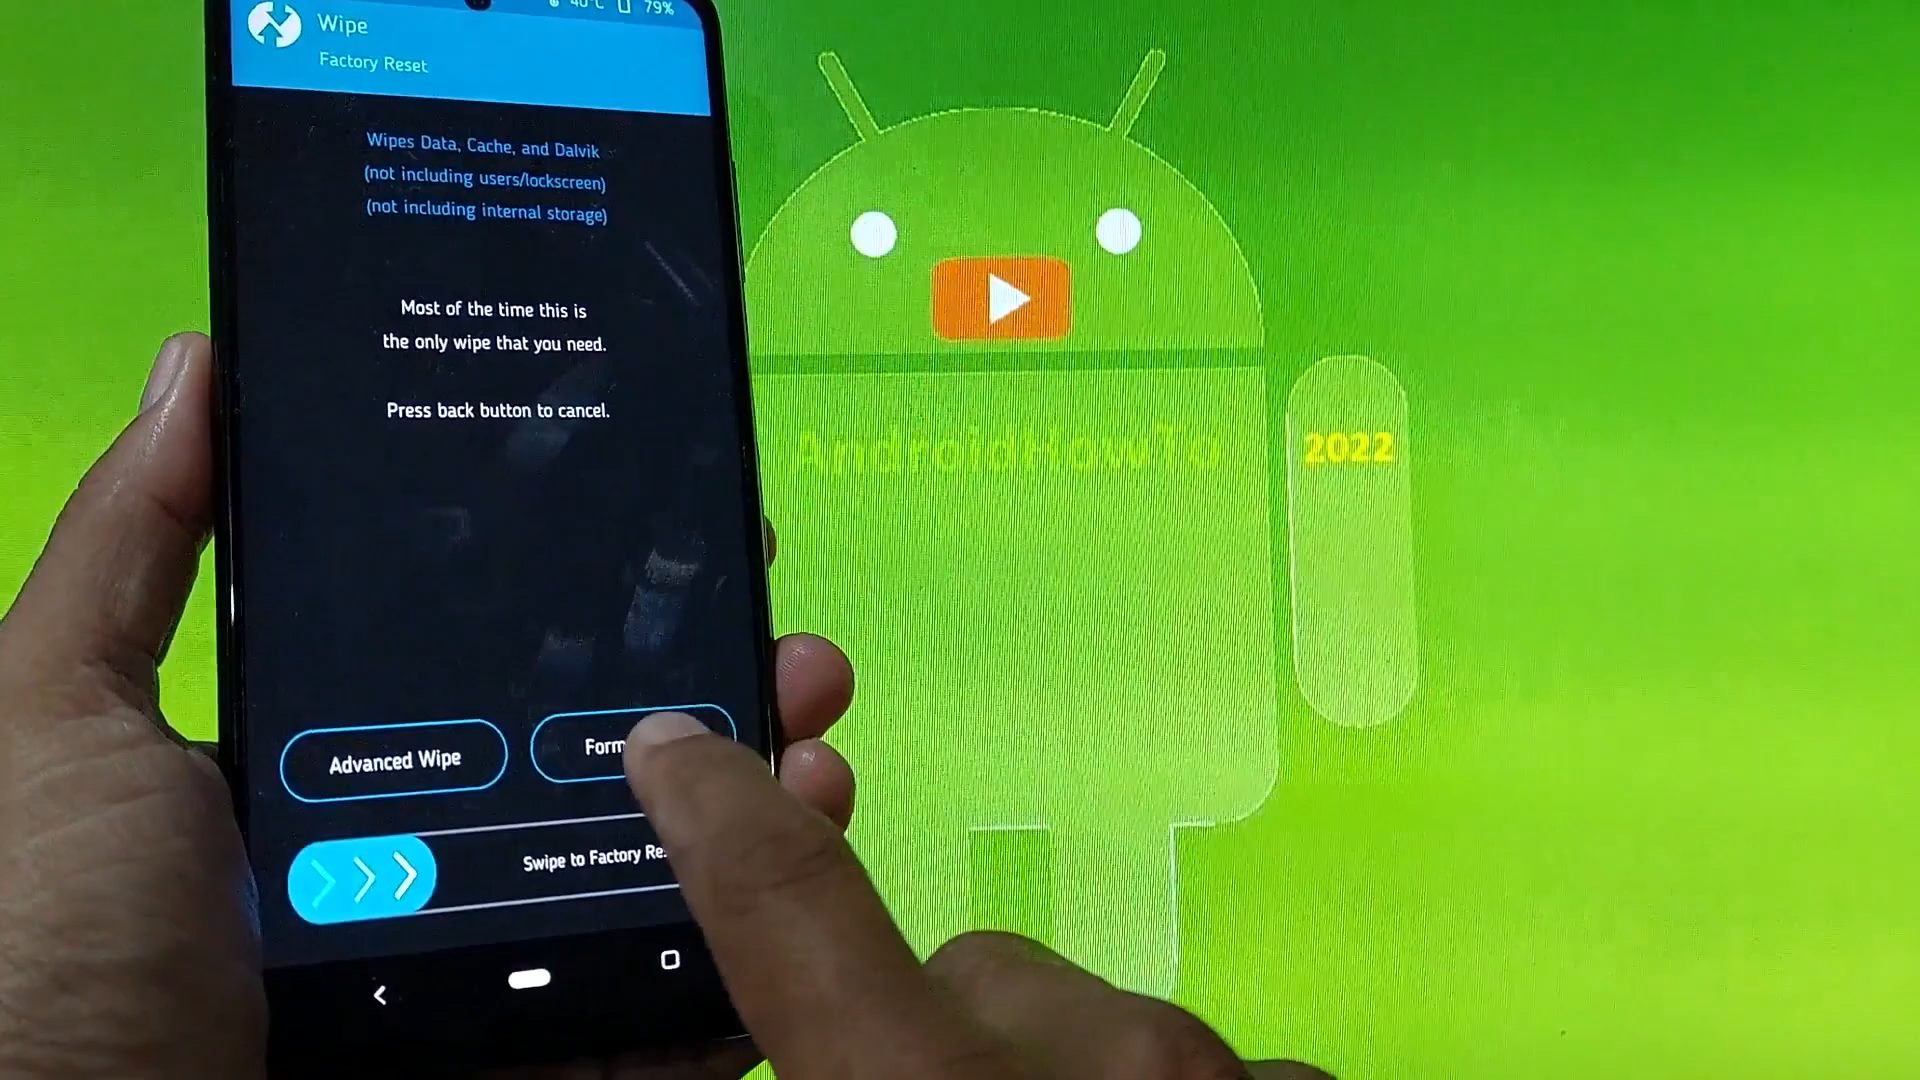 40°C 79%
Wipe
Factory Reset
Wipes Data, Cache, and Dalvik
(not including users/lockscreen)
(not including internal storage)
Most of the time this is
the only wipe that you need.
Press back button to cancel.
AndroidHowTo
2022
Advanced Wipe
Form
Swipe to Factory Re